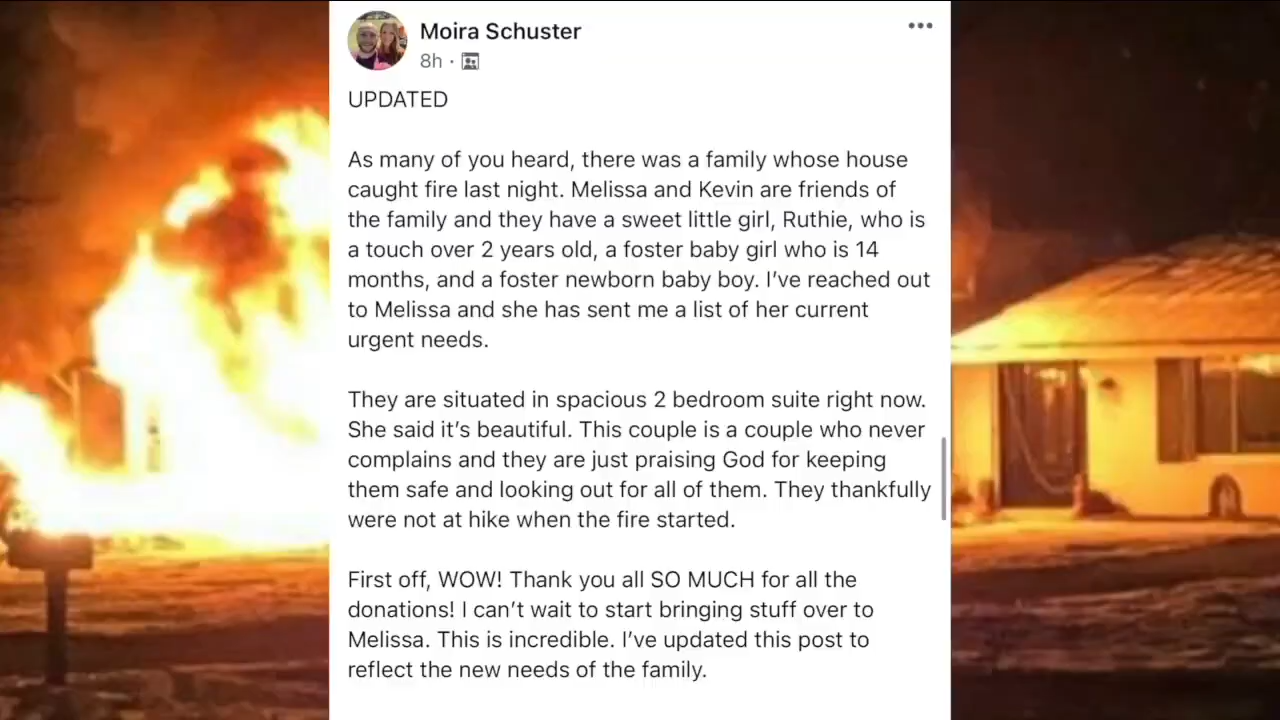 Moira Schuster
8h ·
UPDATED
As many of you heard, there was a family whose house
caught fire last night. Melissa and Kevin are friends of
the family and they have a sweet little girl, Ruthie, who is
a touch over 2 years old, a foster baby girl who is 14
months, and a foster newborn baby boy. I’ve reached out
to Melissa and she has sent me a list of her current
urgent needs.
They are situated in spacious 2 bedroom suite right now.
She said it’s beautiful. This couple is a couple who never
complains and they are just praising God for keeping
them safe and looking out for all of them. They thankfully
were not at hike when the fire started.
First off, WOW! Thank you all SO MUCH for all the
donations! I can’t wait to start bringing stuff over to
Melissa. This is incredible. I’ve updated this post to
reflect the new needs of the family.